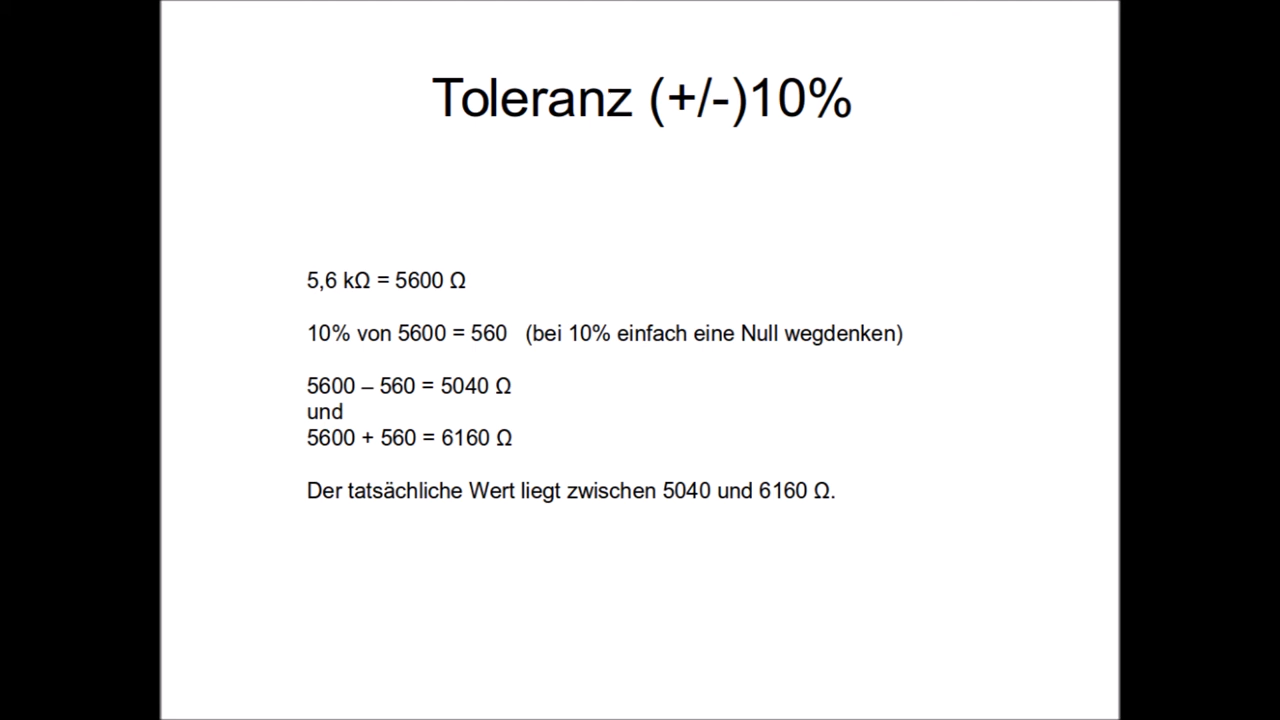 Toleranz (+/-)10%
5,6 kΩ = 5600 Ω
10% von 5600 = 560 (bei 10% einfach eine Null wegdenken)
5600 – 560 = 5040 Ω
und
5600 + 560 = 6160 Ω
Der tatsächliche Wert liegt zwischen 5040 und 6160 Ω.